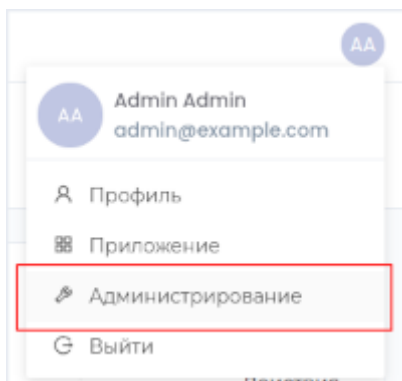 AA
AA
Admin Admin
admin@example.com
Профиль
Приложение
Администрирование
Выйти